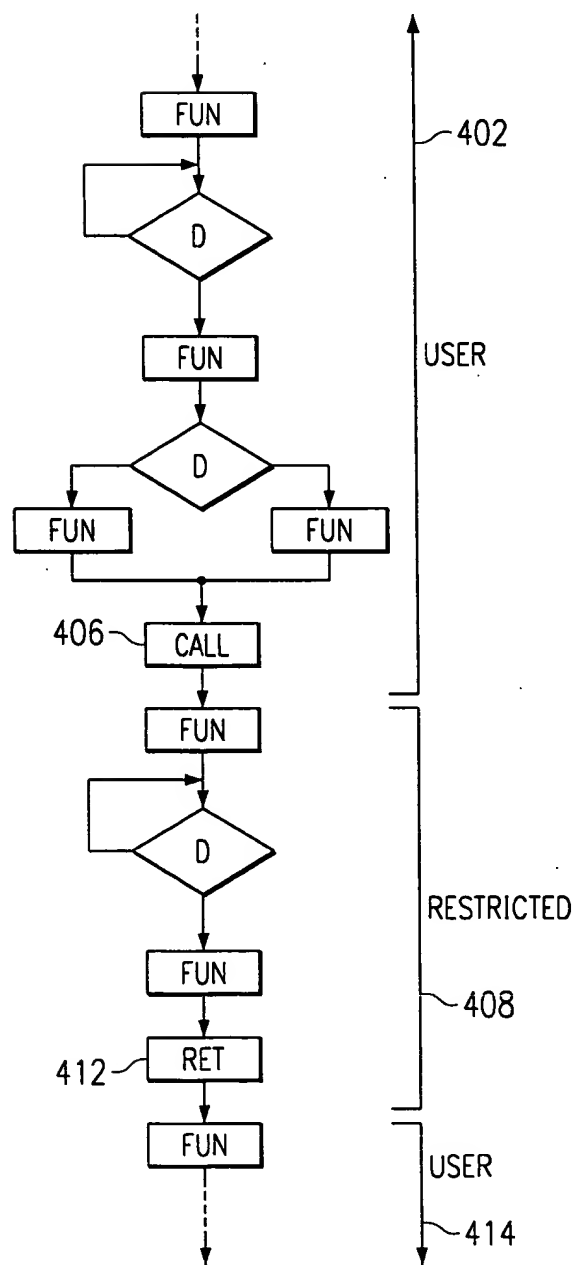 FUN
402
D
FUN
USER
D
FUN
FUN
406
CALL
FUN
D
RESTRICTED
FUN
408
412
RET
FUN
USER
414